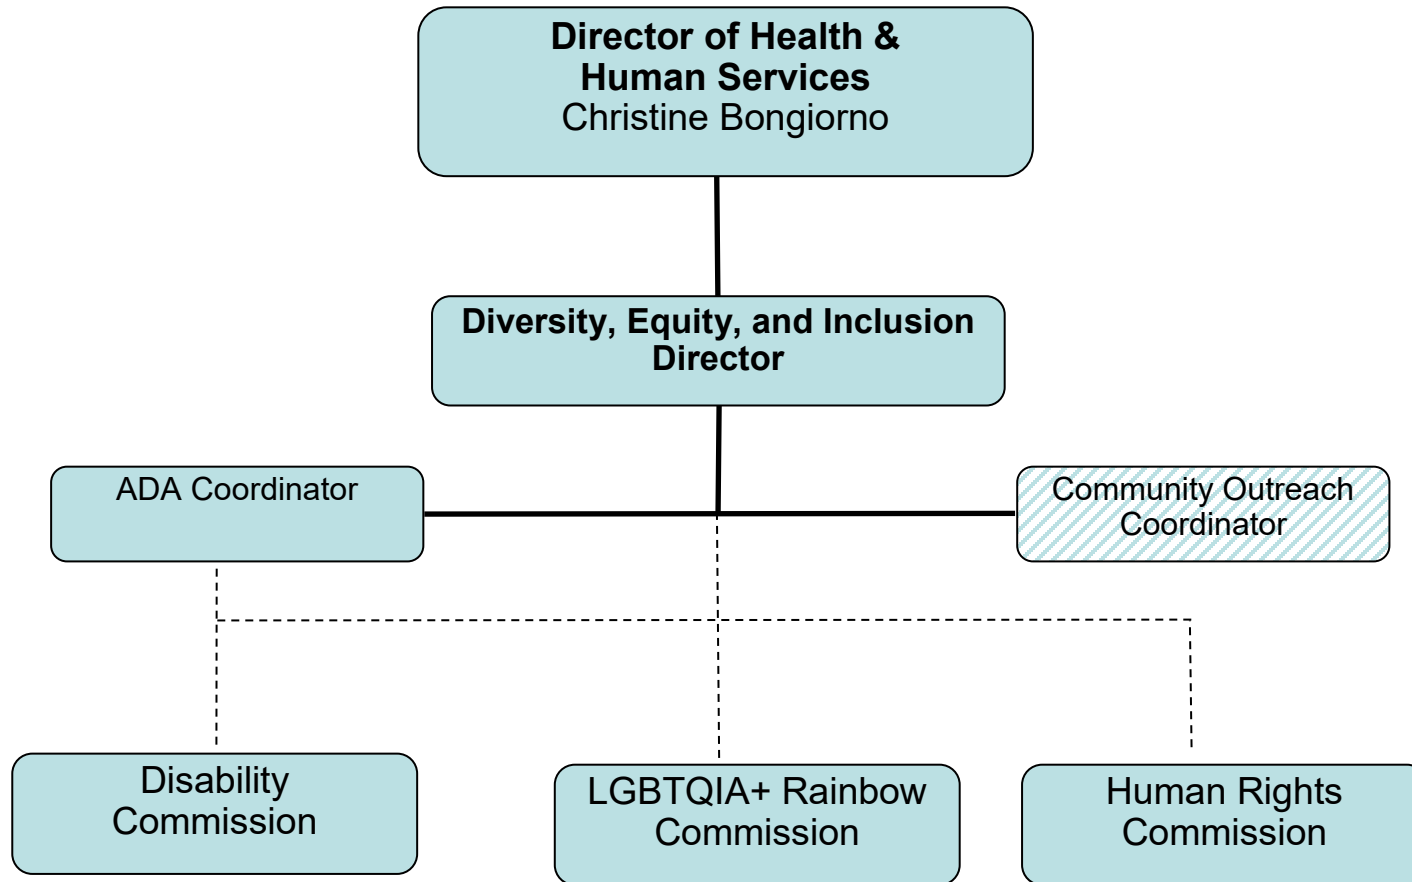 Director of Health &
Human Services
Christine Bongiorno
Diversity, Equity, and Inclusion
Director
ADA Coordinator
Community Outreach
Coordinator
Disability
Commission
LGBTQIA+ Rainbow
Commission
Human Rights
Commission